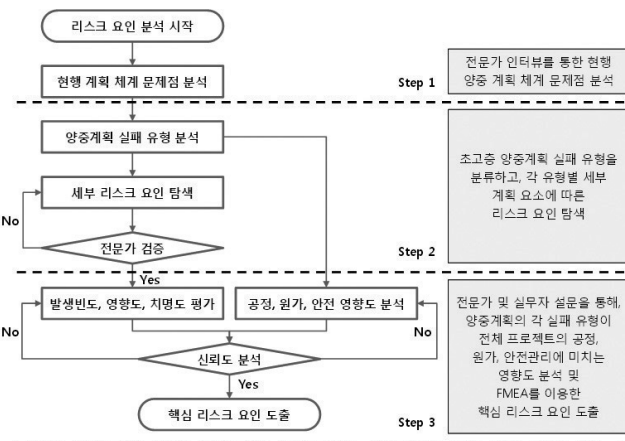 리스크 요인 분석 시작
현행 계획 체계 문제점 분석
Step 1
전문가 인터뷰를 통한 현행
양중 계획 체계 문제점 분석
양중계획 실패 유형 분석
세부 리스크 요인 탐색
No
전문가 검증
Yes
Step 2
초고층 양중계획 실패 유형을
분류하고, 각 유형별 세부
계획 요소에 따른
리스크 요인 탐색
발생빈도, 영향도, 치명도 평가
공정, 원가, 안전 영향도 분석
No
No
신뢰도 분석
Yes
핵심 리스크 요인 도출
Step 3
전문가 및 실무자 설문을 통해,
양중계획의 각 실패 유형이
전체 프로젝트의 공정,
원가, 안전관리에 미치는
영향도 분석 및
FMEA를 이용한
핵심 리스크 요인 도출